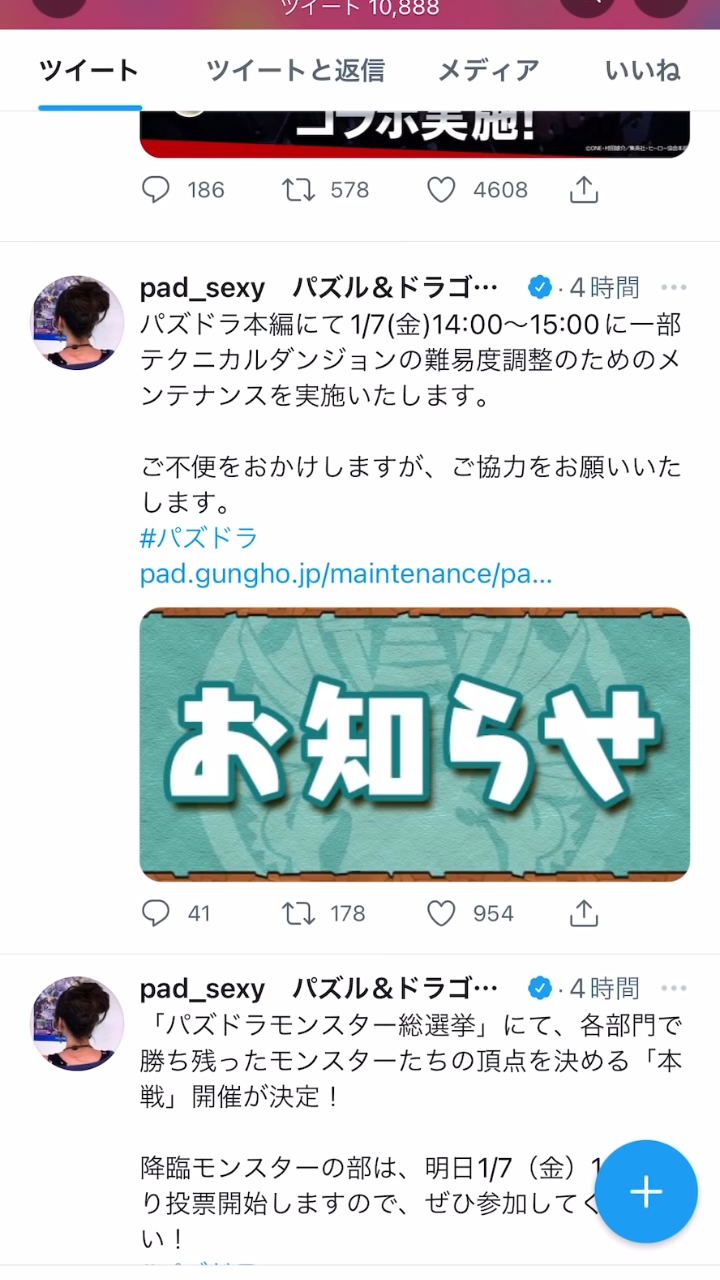 ツイート 10,888
ツイート ツイートと返信 メディア いいね
コラボ実施!
186 578 4608
pad_sexy パズル&ドラゴ… · 4時間
パズドラ本編にて1/7(金)14:00〜15:00に一部
テクニカルダンジョンの難易度調整のためのメ
ンテナンスを実施いたします。
ご不便をおかけしますが、ご協力をお願いいた
します。
#パズドラ
pad.gungho.jp/maintenance/pa...
お知らせ
41 178 954
pad_sexy パズル&ドラゴ… · 4時間
「パズドラモンスター総選挙」にて、各部門で
勝ち残ったモンスターたちの頂点を決める「本
戦」開催が決定!
降臨モンスターの部は、明日1/7（金）1
り投票開始しますので、ぜひ参加してく
い!